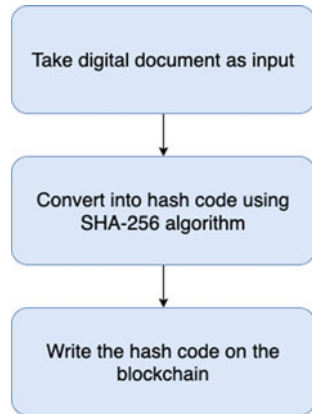 Take digital document as input
Convert into hash code using
SHA-256 algorithm
Write the hash code on the
blockchain